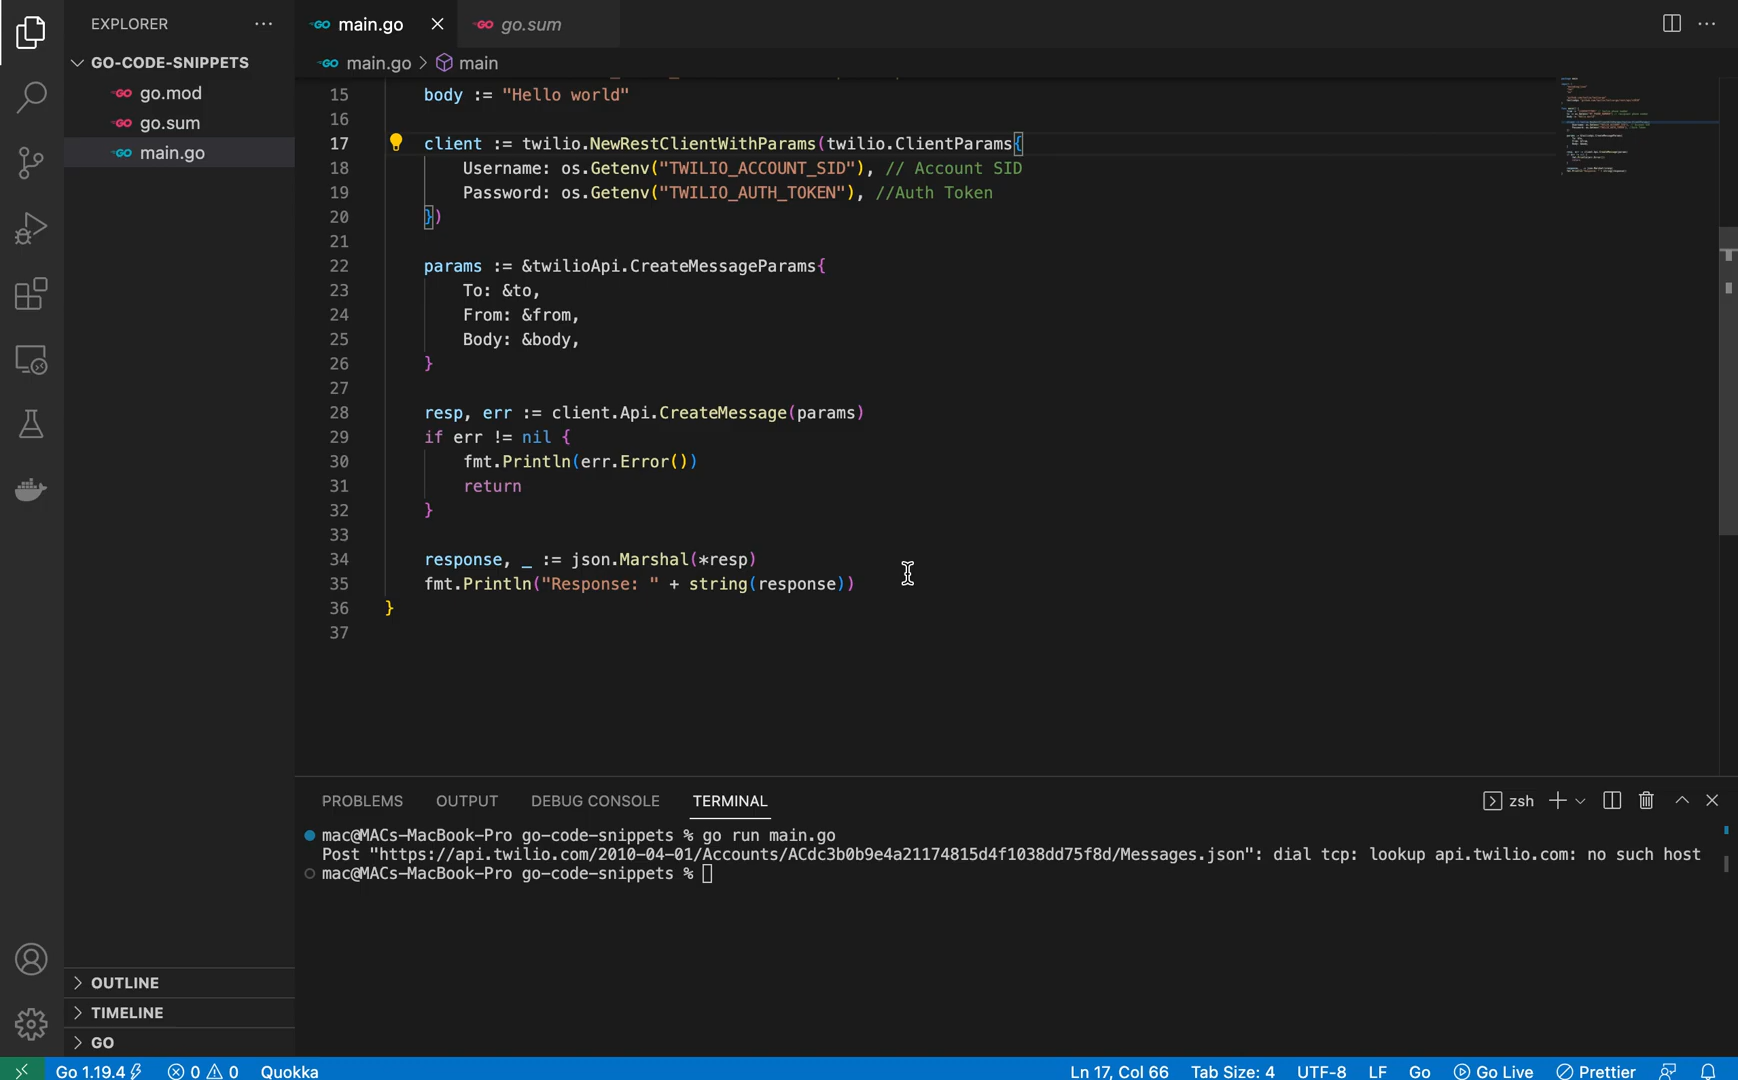 EXPLORER
GO-CODE-SNIPPETS
go.mod
go.sum
main.go
OUTLINE
TIMELINE
GO
main.go
go.sum
main.go > main
15 body := "Hello world"
16
17 client := twilio.NewRestClientWithParams(twilio.ClientParams{
18 Username: os.Getenv("TWILIO_ACCOUNT_SID"), // Account SID
19 Password: os.Getenv("TWILIO_AUTH_TOKEN"), //Auth Token
20 })
21
22 params := &twilioApi.CreateMessageParams{
23 To: &to,
24 From: &from,
25 Body: &body,
26 }
27
28 resp, err := client.Api.CreateMessage(params)
29 if err != nil {
30 fmt.Println(err.Error())
31 return
32 }
33
34 response, _ := json.Marshal(*resp)
35 fmt.Println("Response: " + string(response))
36 }
37
PROBLEMS OUTPUT DEBUG CONSOLE TERMINAL zsh
mac@MACs-MacBook-Pro go-code-snippets % go run main.go
Post "https://api.twilio.com/2010-04-01/Accounts/ACdc3b0b9e4a21174815d4f1038dd75f8d/Messages.json": dial tcp: lookup api.twilio.com: no such host
mac@MACs-MacBook-Pro go-code-snippets %
Go 1.19.4 0 0 Quokka Ln 17, Col 66 Tab Size: 4 UTF-8 LF Go Go Live Prettier